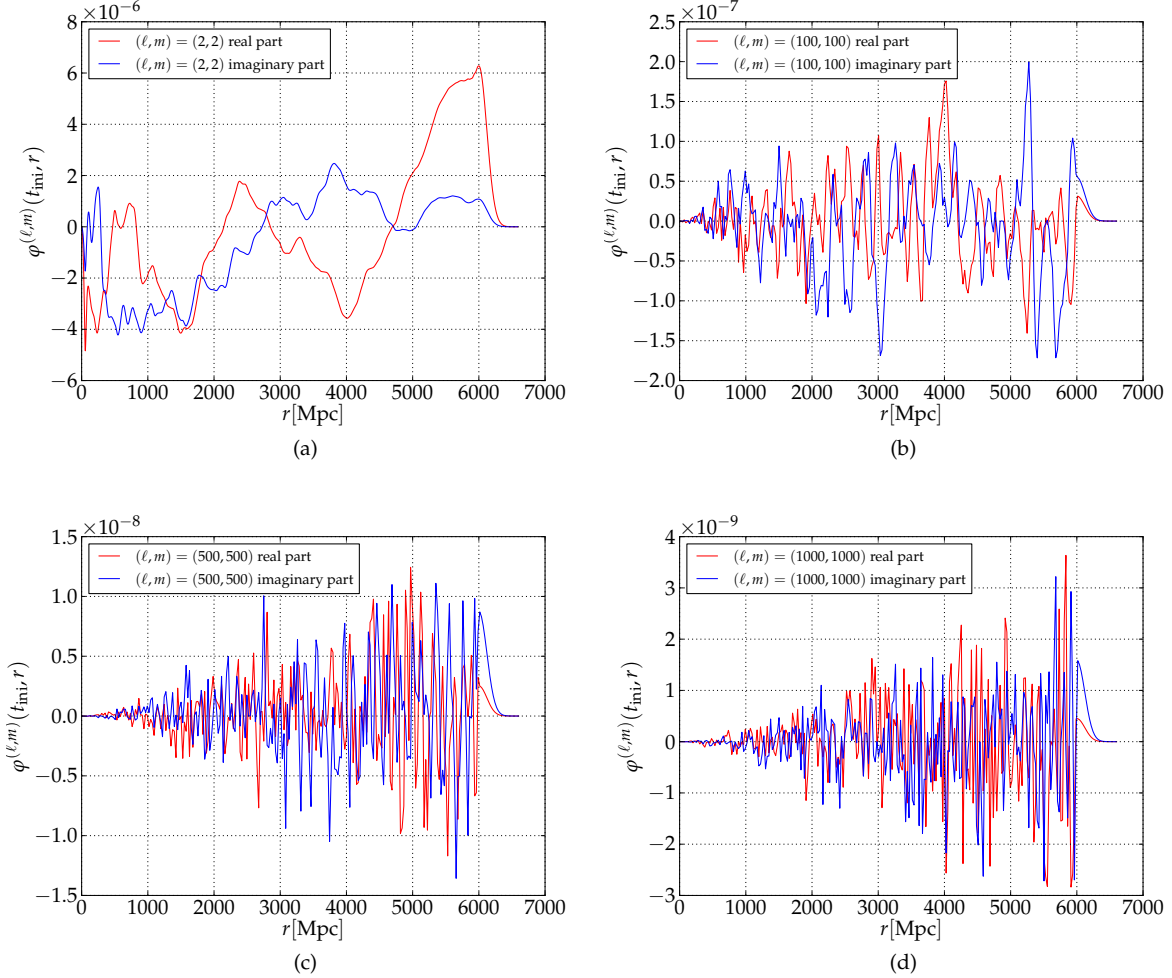 ×10⁻⁶
(ℓ, m) = (2, 2) real part
(ℓ, m) = (2, 2) imaginary part
8
6
4
2
0
−2
−4
−6
φ^(ℓ,m)(t_ini, r)
0 1000 2000 3000 4000 5000 6000 7000
r[Mpc]
(a)
×10⁻⁷
(ℓ, m) = (100, 100) real part
(ℓ, m) = (100, 100) imaginary part
2.5
2.0
1.5
1.0
0.5
0.0
−0.5
−1.0
−1.5
−2.0
φ^(ℓ,m)(t_ini, r)
0 1000 2000 3000 4000 5000 6000 7000
r[Mpc]
(b)
×10⁻⁸
(ℓ, m) = (500, 500) real part
(ℓ, m) = (500, 500) imaginary part
1.5
1.0
0.5
0.0
−0.5
−1.0
−1.5
φ^(ℓ,m)(t_ini, r)
0 1000 2000 3000 4000 5000 6000 7000
r[Mpc]
(c)
×10⁻⁹
(ℓ, m) = (1000, 1000) real part
(ℓ, m) = (1000, 1000) imaginary part
4
3
2
1
0
−1
−2
−3
φ^(ℓ,m)(t_ini, r)
0 1000 2000 3000 4000 5000 6000 7000
r[Mpc]
(d)